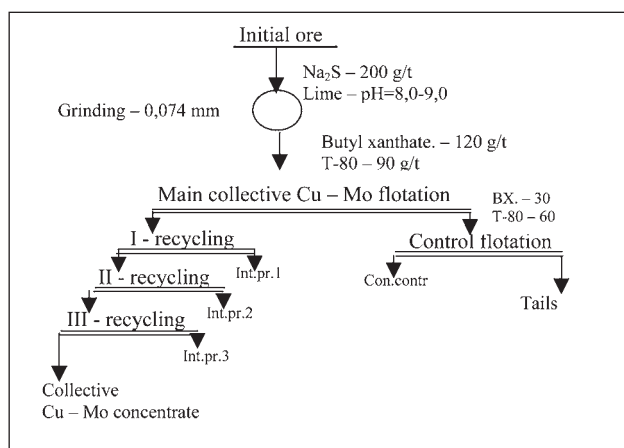 Initial ore
Na₂S – 200 g/t
Lime – pH=8,0-9,0
Grinding – 0,074 mm
Butyl xanthate. – 120 g/t
T-80 – 90 g/t
Main collective Cu – Mo flotation
BX. – 30
T-80 – 60
I - recycling
Control flotation
Int.pr.1
Con.contr
II - recycling
Int.pr.2
Tails
III - recycling
Int.pr.3
Collective
Cu – Mo concentrate